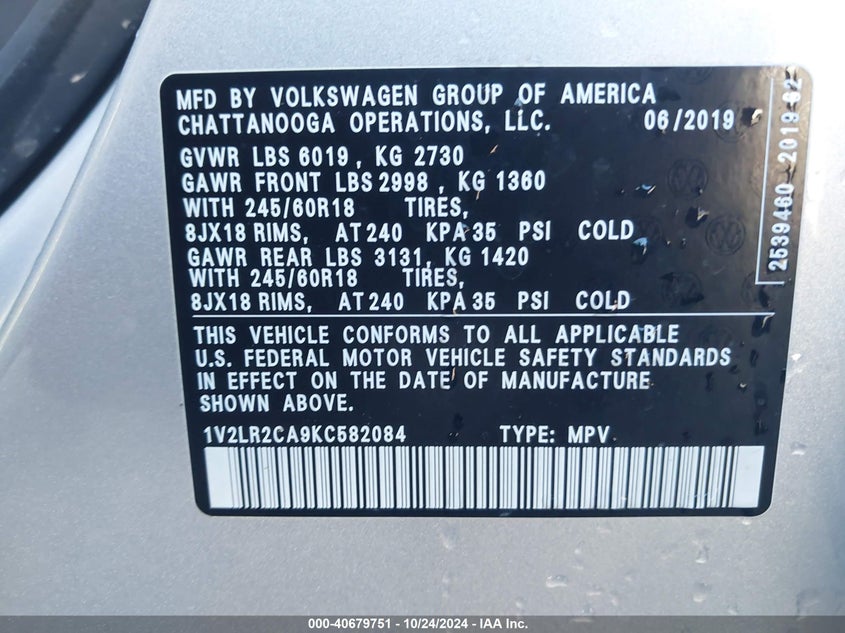 MFD BY VOLKSWAGEN GROUP OF AMERICA
CHATTANOOGA OPERATIONS, LLC. 06/2019
GVWR LBS 6019, KG 2730
GAWR FRONT LBS 2998, KG 1360
WITH 245/60R18 TIRES,
8JX18 RIMS, AT 240 KPA 35 PSI COLD
GAWR REAR LBS 3131, KG 1420
WITH 245/60R18 TIRES,
8JX18 RIMS, AT 240 KPA 35 PSI COLD
THIS VEHICLE CONFORMS TO ALL APPLICABLE
U.S. FEDERAL MOTOR VEHICLE SAFETY STANDARDS
IN EFFECT ON THE DATE OF MANUFACTURE
SHOWN ABOVE.
1V2LR2CA9KC582084 TYPE: MPV
2539460 2019 82
000-40679751 - 10/24/2024 - IAA Inc.